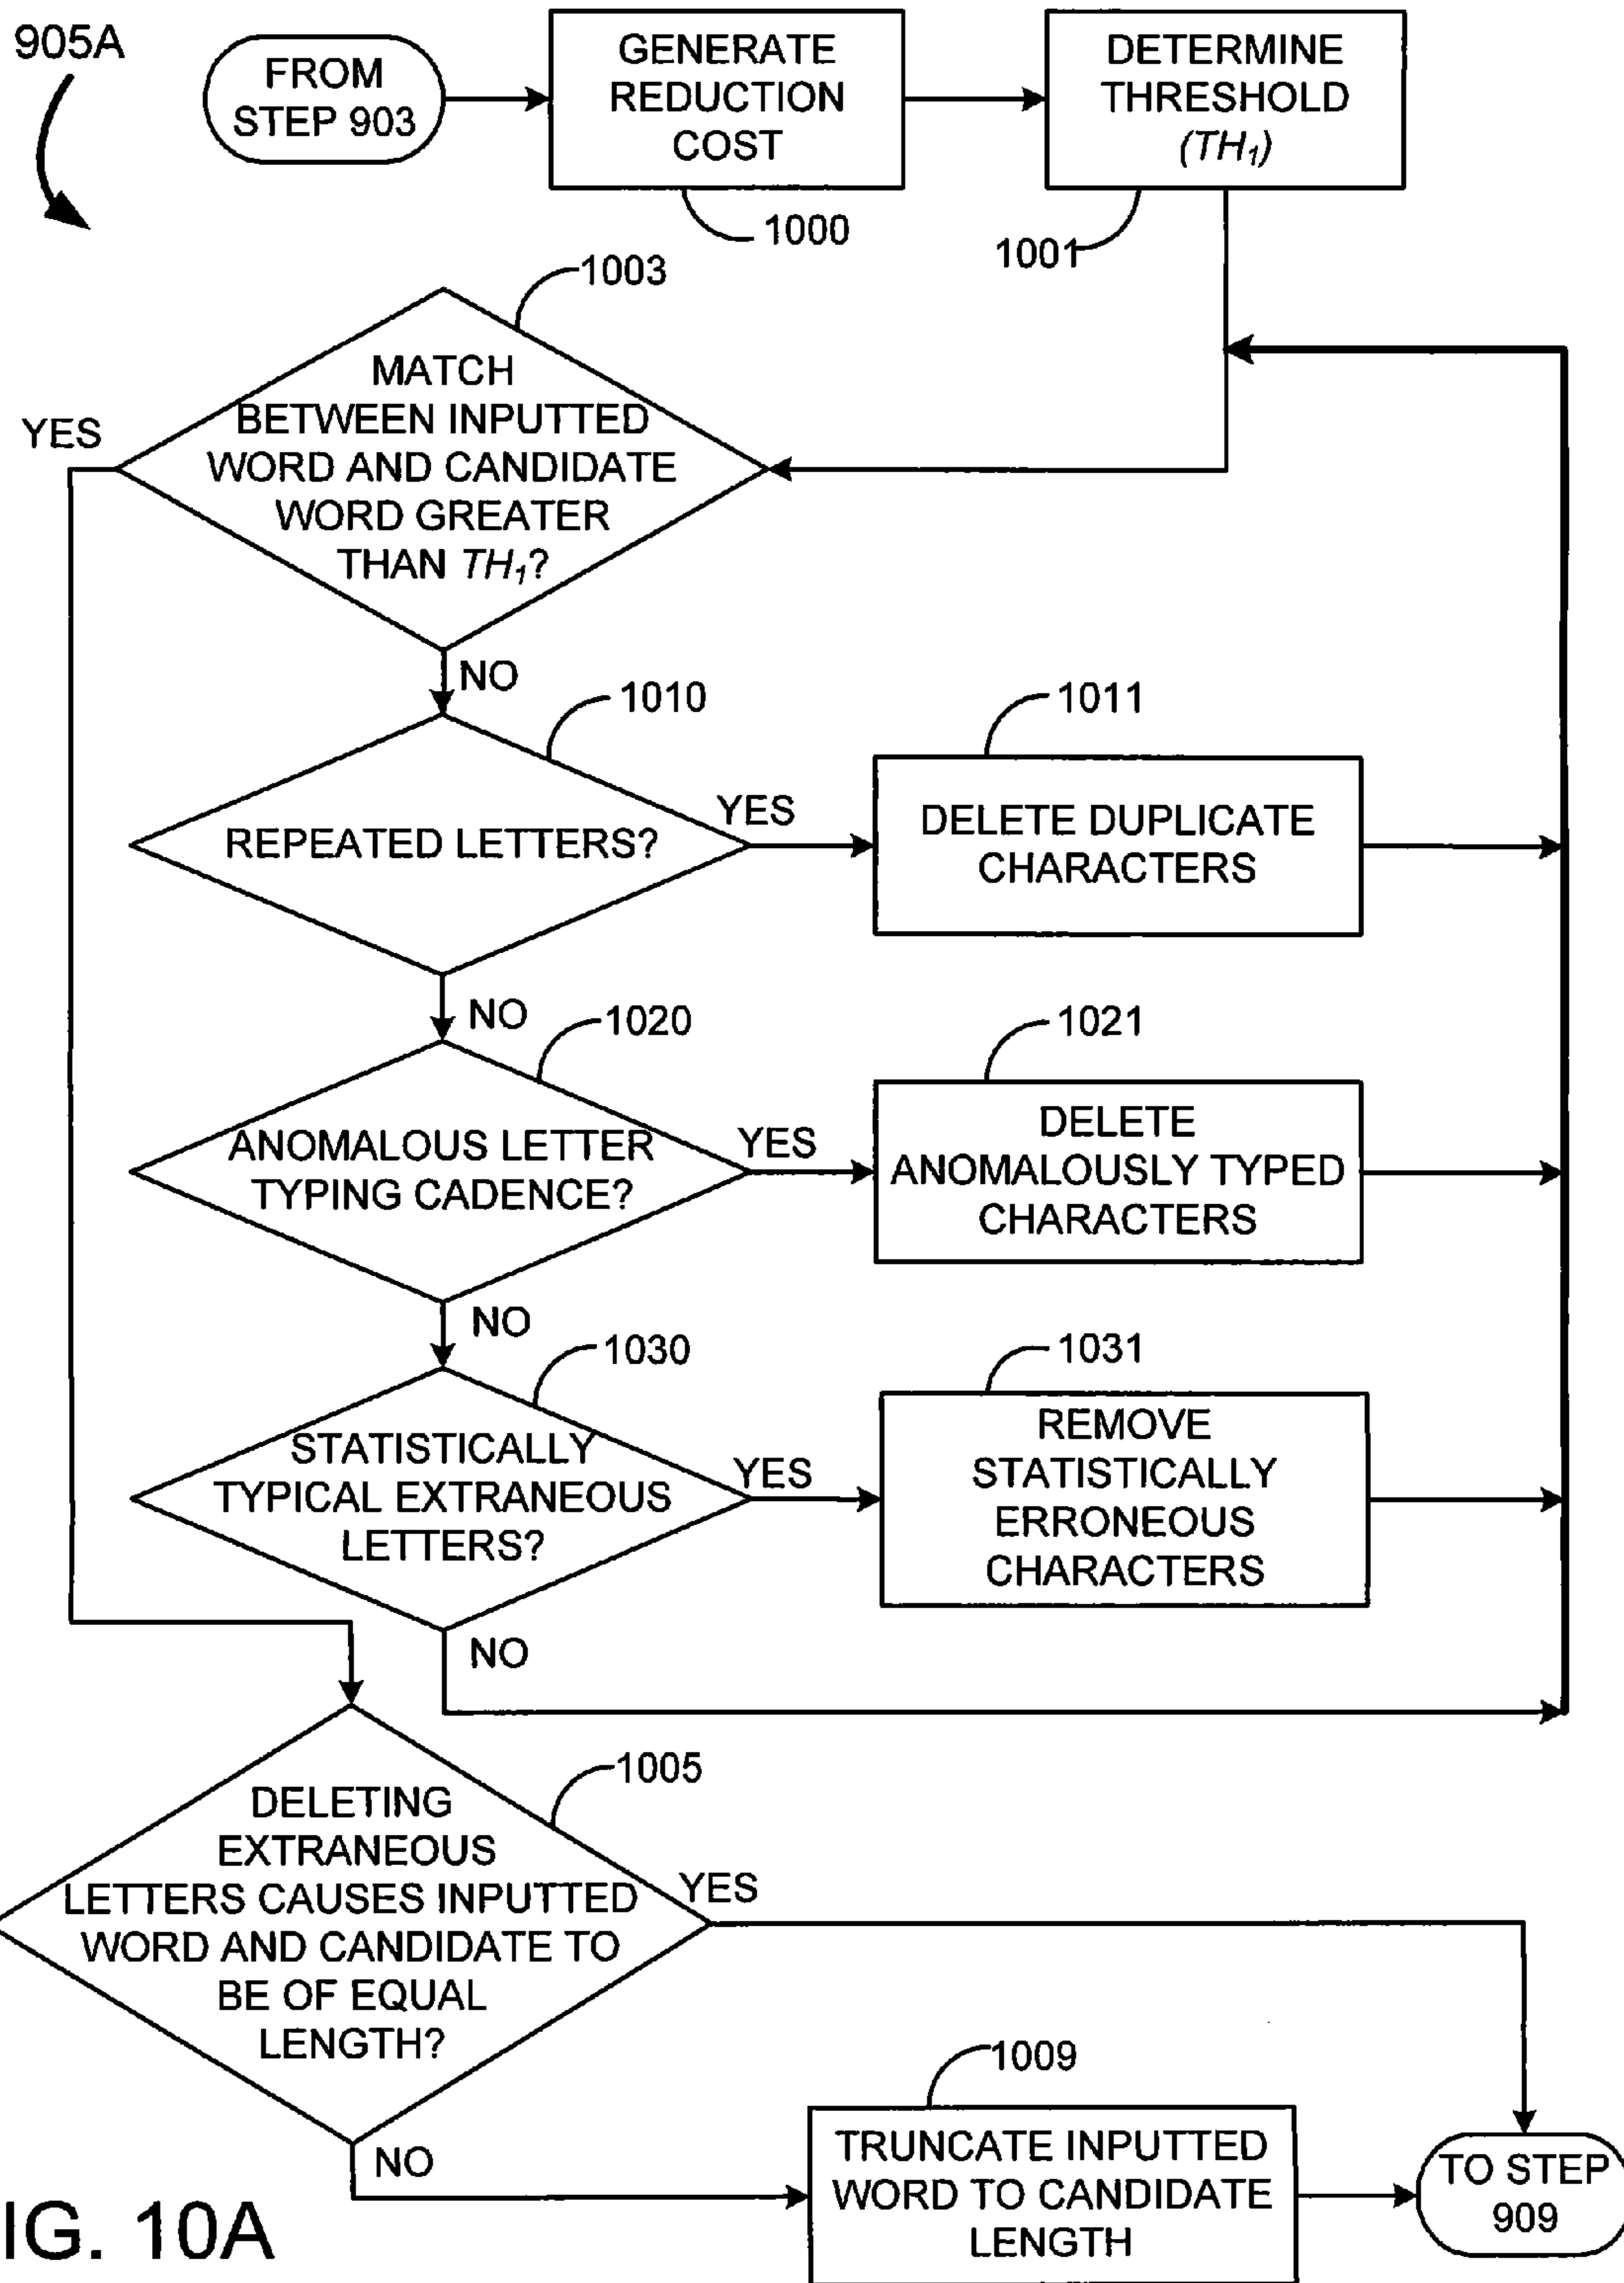 905A
FROM
STEP 903
GENERATE
REDUCTION
COST
1000
DETERMINE
THRESHOLD
(TH₁)
1001
1003
MATCH
BETWEEN INPUTTED
WORD AND CANDIDATE
WORD GREATER
THAN TH₁?
YES
NO
1010
REPEATED LETTERS?
YES
1011
DELETE DUPLICATE
CHARACTERS
NO
1020
ANOMALOUS LETTER
TYPING CADENCE?
YES
1021
DELETE
ANOMALOUSLY TYPED
CHARACTERS
NO
1030
STATISTICALLY
TYPICAL EXTRANEOUS
LETTERS?
YES
1031
REMOVE
STATISTICALLY
ERRONEOUS
CHARACTERS
NO
1005
DELETING
EXTRANEOUS
LETTERS CAUSES INPUTTED
WORD AND CANDIDATE TO
BE OF EQUAL
LENGTH?
YES
NO
1009
TRUNCATE INPUTTED
WORD TO CANDIDATE
LENGTH
TO STEP
909
IG. 10A